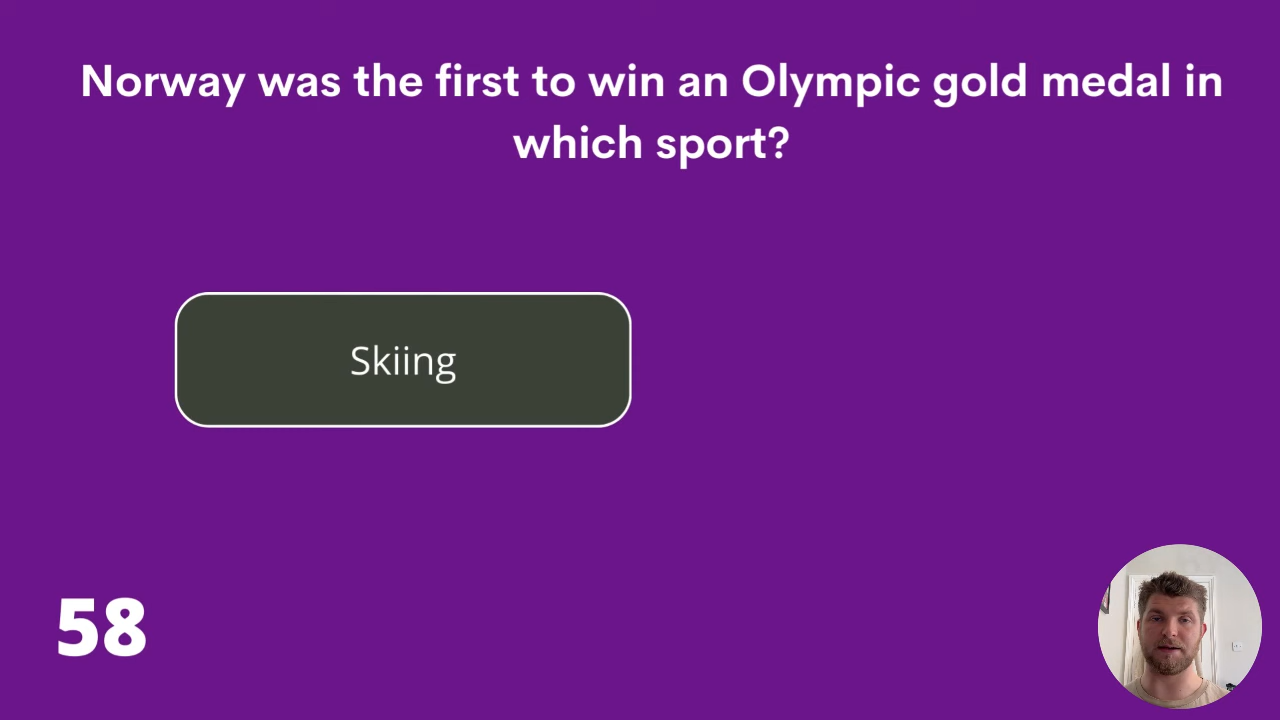 Norway was the first to win an Olympic gold medal in
which sport?
Skiing
58